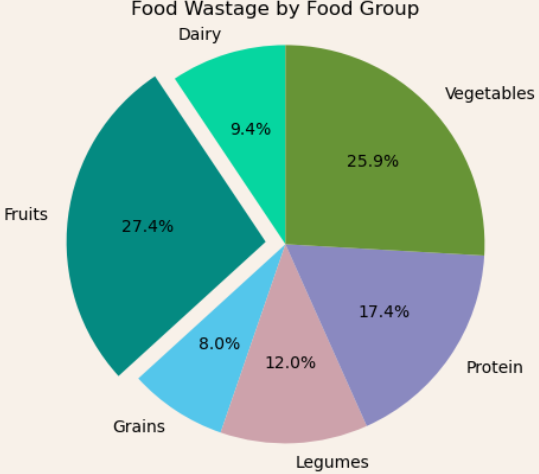 Food Wastage by Food Group
Dairy
9.4%
Vegetables
25.9%
Fruits
27.4%
17.4%
Protein
8.0%
12.0%
Grains
Legumes